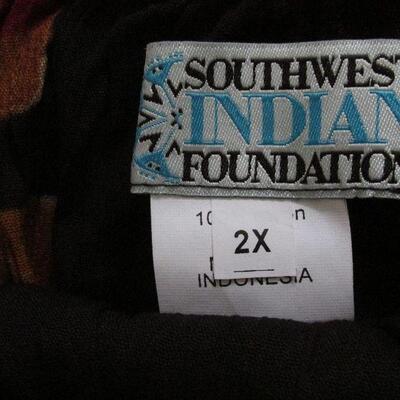 SOUTHWEST
INDIAN
FOUNDATION
2X
INDONESIA